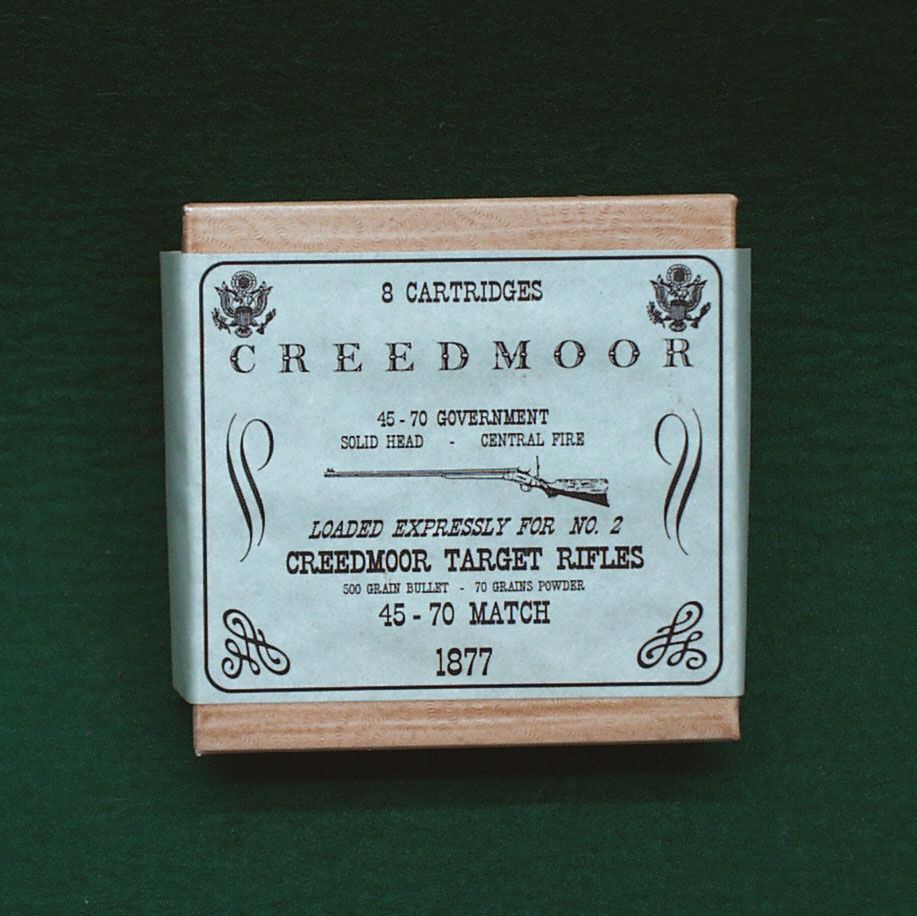 8 CARTRIDGES
CREEDMOOR
45-70 GOVERNMENT
SOLID HEAD - CENTRAL FIRE
LOADED EXPRESSLY FOR NO. 2
CREEDMOOR TARGET RIFLES
500 GRAIN BULLET - 70 GRAINS POWDER
45-70 MATCH
1877